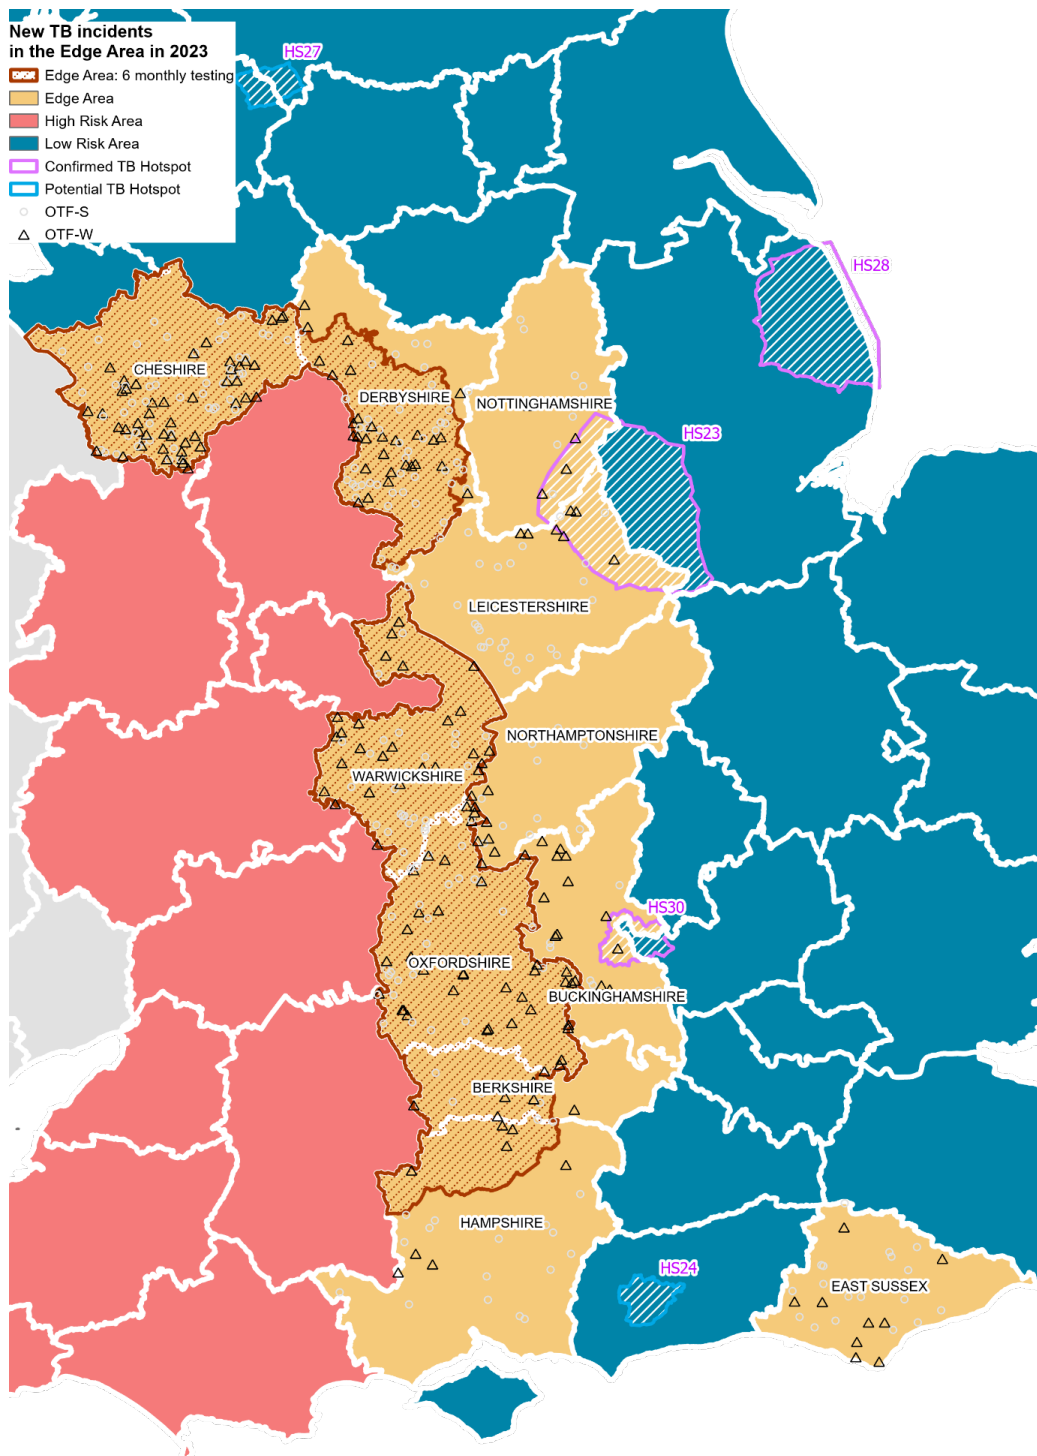 New TB incidents
in the Edge Area in 2023
Edge Area: 6 monthly testing
Edge Area
High Risk Area
Low Risk Area
Confirmed TB Hotspot
Potential TB Hotspot
OTF-S
OTF-W
HS27
HS28
CHESHIRE
DERBYSHIRE
NOTTINGHAMSHIRE
HS23
LEICESTERSHIRE
NORTHAMPTONSHIRE
WARWICKSHIRE
HS30
OXFORDSHIRE
BUCKINGHAMSHIRE
BERKSHIRE
HAMPSHIRE
HS24
EAST SUSSEX